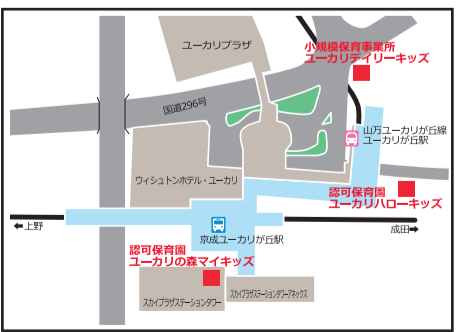 ユーカリプラザ
小規模保育事業所
ユーカリデイリーキッズ
国道296号
山万ユーカリが丘線
ユーカリが丘駅
ウィシュトンホテル・ユーカリ
認可保育園
ユーカリハローキッズ
上野
京成ユーカリが丘駅
成田
認可保育園
ユーカリの森マイキッズ
スカイプラザステーションタワー
スカイプラザステーションタワーアネックス